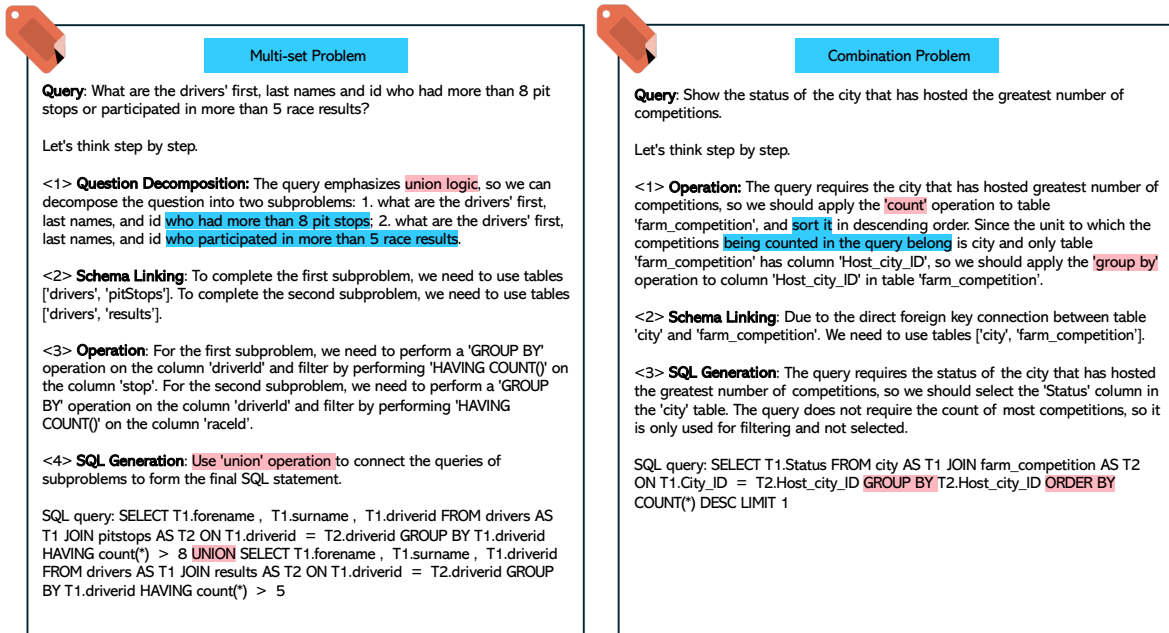 Multi-set Problem
Query: What are the drivers' first, last names and id who had more than 8 pit
stops or participated in more than 5 race results?
Let's think step by step.
<1> Question Decomposition: The query emphasizes union logic, so we can
decompose the question into two subproblems: 1. what are the drivers' first,
last names, and id who had more than 8 pit stops; 2. what are the drivers' first,
last names, and id who participated in more than 5 race results.
<2> Schema Linking: To complete the first subproblem, we need to use tables
['drivers', 'pitStops']. To complete the second subproblem, we need to use tables
['drivers', 'results'].
<3> Operation: For the first subproblem, we need to perform a 'GROUP BY'
operation on the column 'driverId' and filter by performing 'HAVING COUNT()' on
the column 'stop'. For the second subproblem, we need to perform a 'GROUP
BY' operation on the column 'driverId' and filter by performing 'HAVING
COUNT()' on the column 'raceId'.
<4> SQL Generation: Use 'union' operation to connect the queries of
subproblems to form the final SQL statement.
SQL query: SELECT T1.forename , T1.surname , T1.driverid FROM drivers AS
T1 JOIN pitstops AS T2 ON T1.driverid = T2.driverid GROUP BY T1.driverid
HAVING count(*) > 8 UNION SELECT T1.forename , T1.surname , T1.driverid
FROM drivers AS T1 JOIN results AS T2 ON T1.driverid = T2.driverid GROUP
BY T1.driverid HAVING count(*) > 5
Combination Problem
Query: Show the status of the city that has hosted the greatest number of
competitions.
Let's think step by step.
<1> Operation: The query requires the city that has hosted greatest number of
competitions, so we should apply the 'count' operation to table
'farm_competition', and sort it in descending order. Since the unit to which the
competitions being counted in the query belong is city and only table
'farm_competition' has column 'Host_city_ID', so we should apply the 'group by'
operation to column 'Host_city_ID' in table 'farm_competition'.
<2> Schema Linking: Due to the direct foreign key connection between table
'city' and 'farm_competition'. We need to use tables ['city', 'farm_competition'].
<3> SQL Generation: The query requires the status of the city that has hosted
the greatest number of competitions, so we should select the 'Status' column in
the 'city' table. The query does not require the count of most competitions, so it
is only used for filtering and not selected.
SQL query: SELECT T1.Status FROM city AS T1 JOIN farm_competition AS T2
ON T1.City_ID = T2.Host_city_ID GROUP BY T2.Host_city_ID ORDER BY
COUNT(*) DESC LIMIT 1